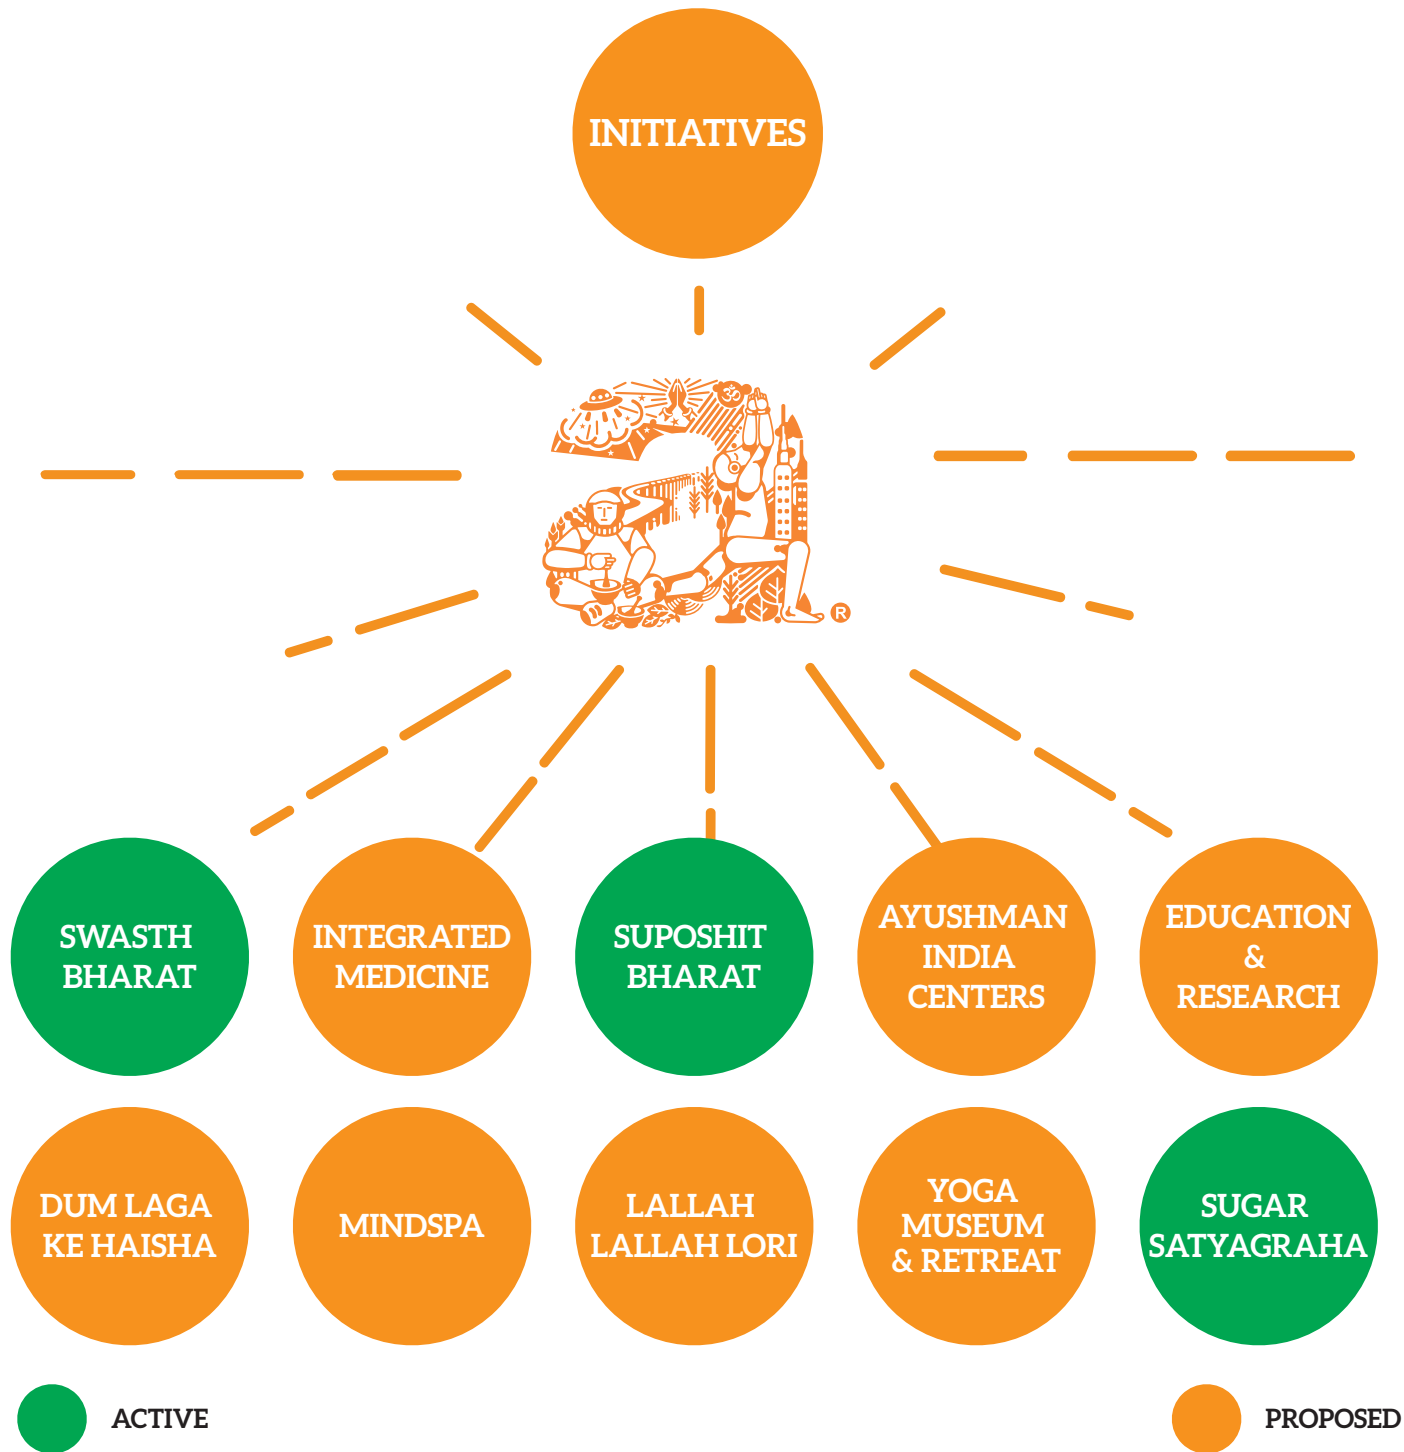 INITIATIVES
®
SWASTH
BHARAT
INTEGRATED
MEDICINE
SUPOSHIT
BHARAT
AYUSHMAN
INDIA
CENTERS
EDUCATION
&
RESEARCH
DUM LAGA
KE HAISHA
MINDSPA
LALLAH
LALLAH LORI
YOGA
MUSEUM
& RETREAT
SUGAR
SATYAGRAHA
ACTIVE
PROPOSED